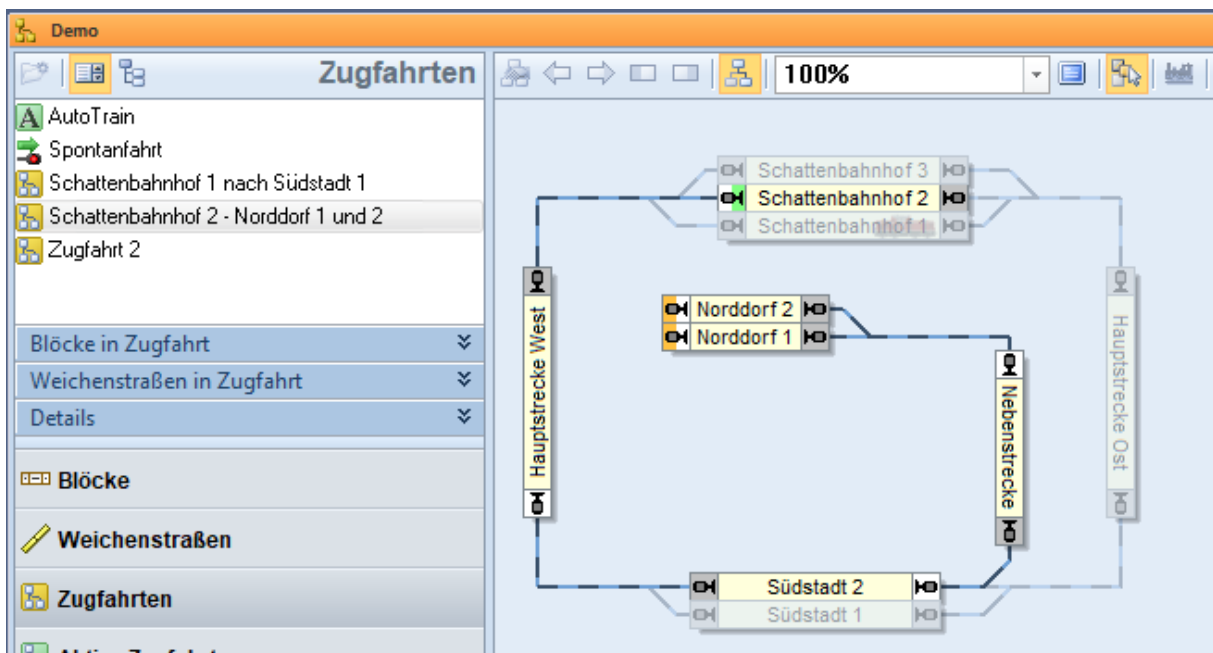 Demo
Zugfahrten
100%
AutoTrain
Spontanfahrt
Schattenbahnhof 1 nach Südstadt 1
Schattenbahnhof 2 - Norddorf 1 und 2
Zugfahrt 2
Blöcke in Zugfahrt
Weichenstraßen in Zugfahrt
Details
Blöcke
Weichenstraßen
Zugfahrten
Schattenbahnhof 3
Schattenbahnhof 2
Schattenbahnhof 1
Hauptstrecke West
Norddorf 2
Norddorf 1
Nebenstrecke
Hauptstrecke Ost
Südstadt 2
Südstadt 1